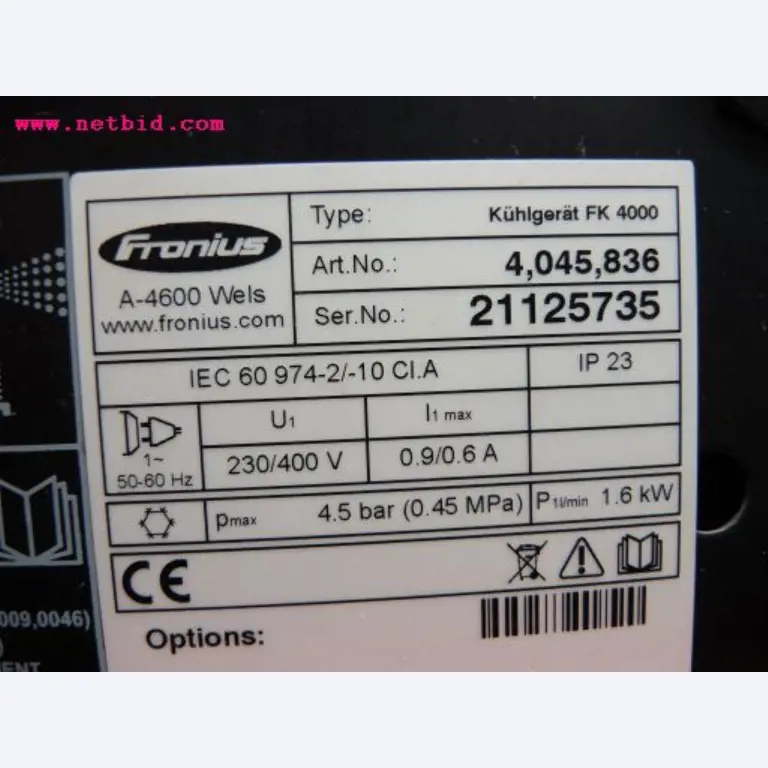 www.netbid.com
Fronius
A-4600 Wels
www.fronius.com
Type: Kühlgerät FK 4000
Art.No.: 4,045,836
Ser.No.: 21125735
IEC 60 974-2/-10 Cl.A IP 23
U1 I1 max
1~
50-60 Hz
230/400 V 0.9/0.6 A
pmax 4.5 bar (0.45 MPa) P1l/min 1.6 kW
CE
Options:
009,0046)